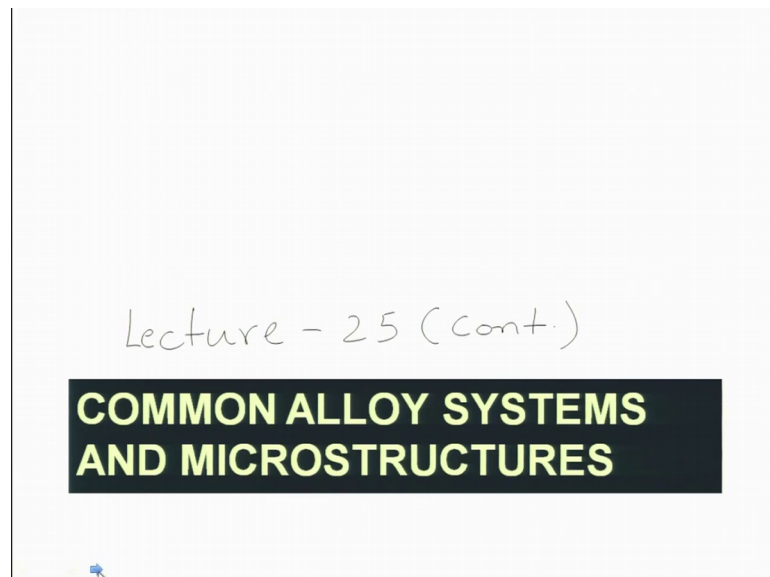 Lecture - 25 (Cont.)
COMMON ALLOY SYSTEMS
AND MICROSTRUCTURES